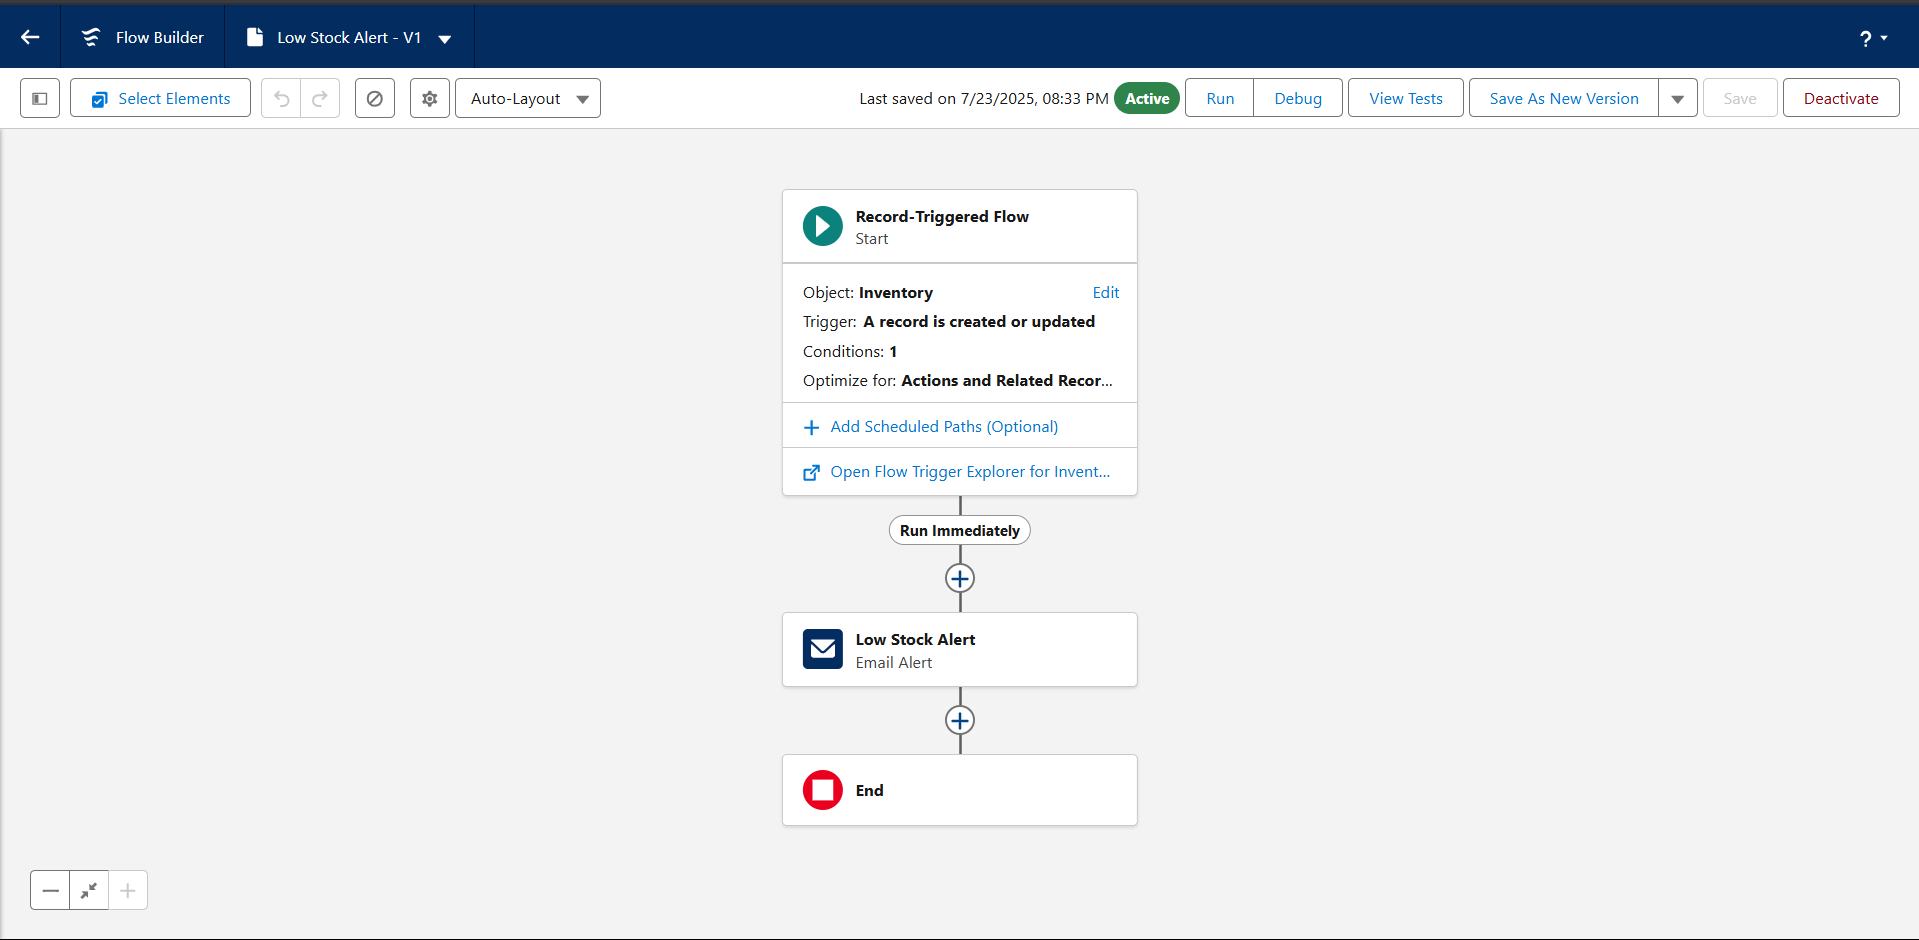 Flow Builder
Low Stock Alert - V1
?
Select Elements
Auto-Layout
Last saved on 7/23/2025, 08:33 PM
Active
Run
Debug
View Tests
Save As New Version
Save
Deactivate
Record-Triggered Flow
Start
Object: Inventory
Edit
Trigger: A record is created or updated
Conditions: 1
Optimize for: Actions and Related Recor...
Add Scheduled Paths (Optional)
Open Flow Trigger Explorer for Invent...
Run Immediately
Low Stock Alert
Email Alert
End